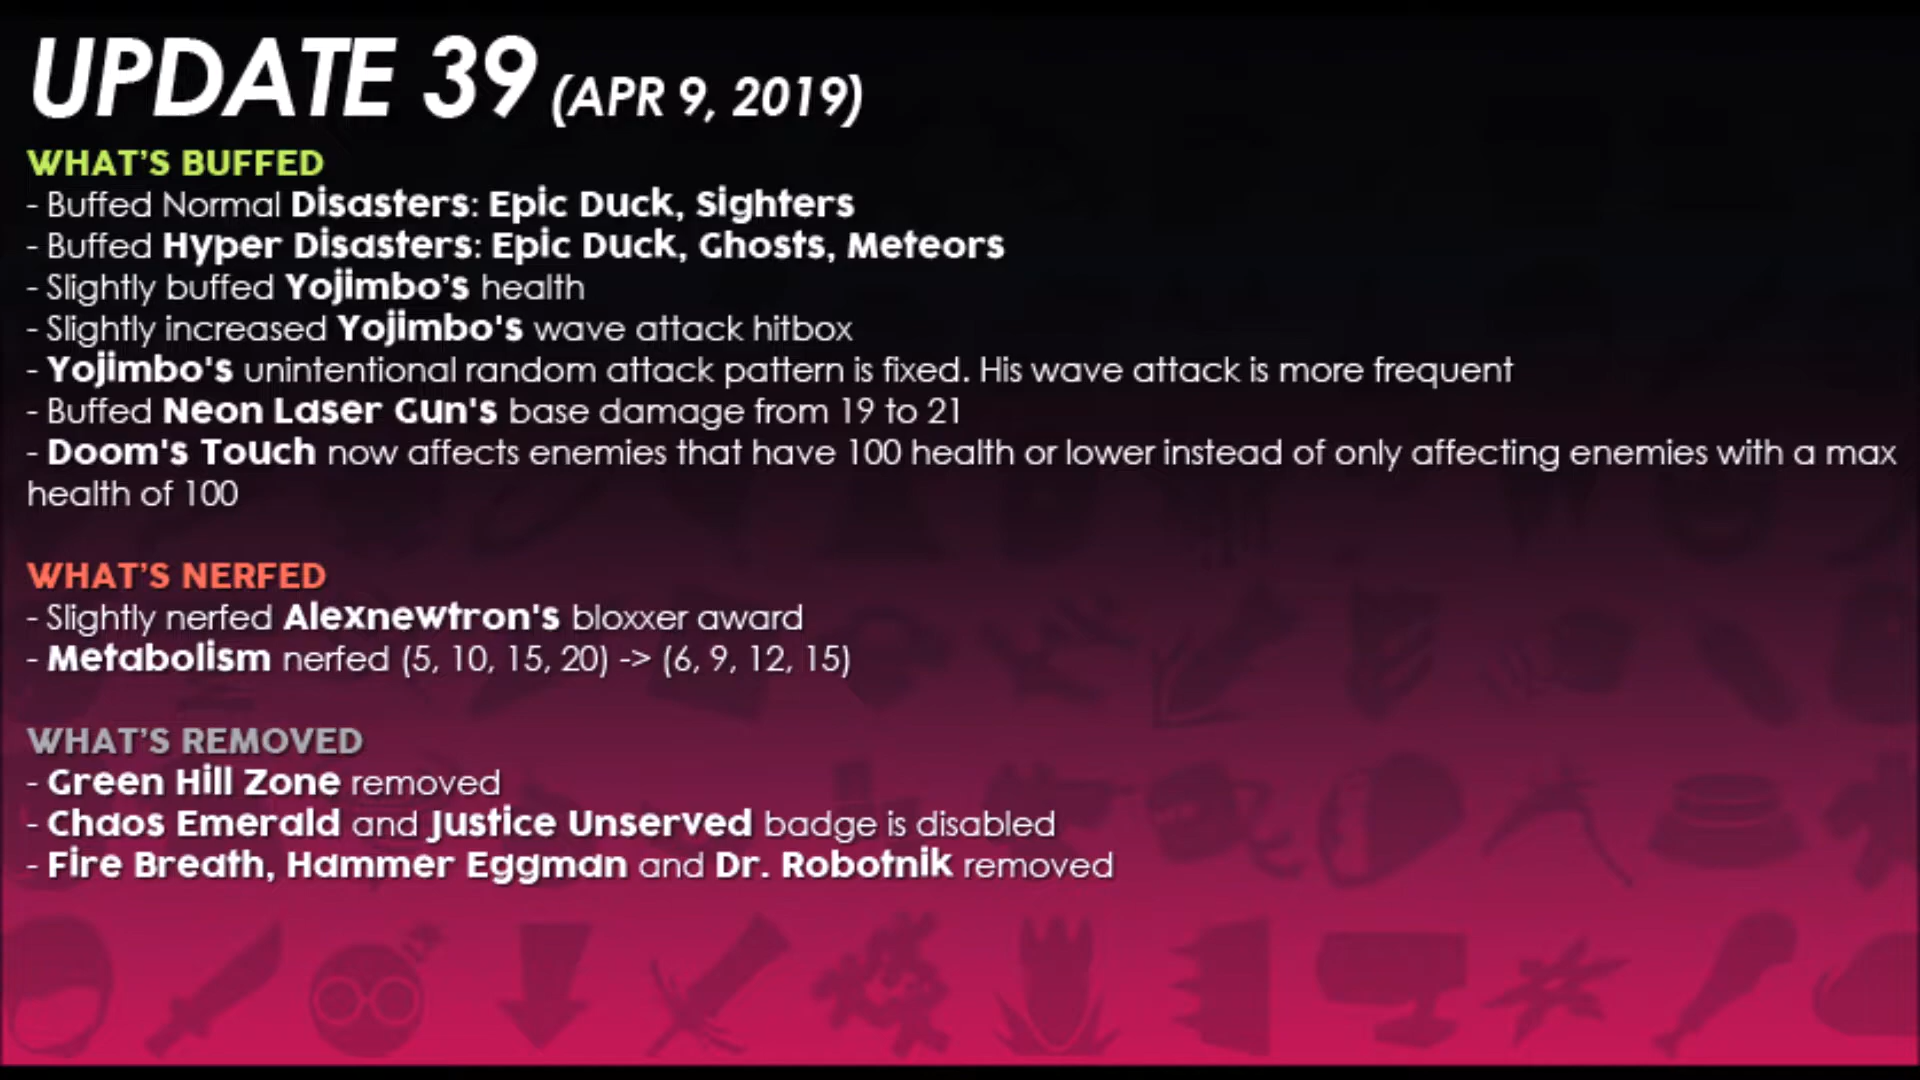 UPDATE 39 (APR 9, 2019)
WHAT'S BUFFED
- Buffed Normal Disasters: Epic Duck, Sighters
- Buffed Hyper Disasters: Epic Duck, Ghosts, Meteors
- Slightly buffed Yojimbo's health
- Slightly increased Yojimbo's wave attack hitbox
- Yojimbo's unintentional random attack pattern is fixed. His wave attack is more frequent
- Buffed Neon Laser Gun's base damage from 19 to 21
- Doom's Touch now affects enemies that have 100 health or lower instead of only affecting enemies with a max
health of 100
WHAT'S NERFED
- Slightly nerfed Alexnewtron's bloxxer award
- Metabolism nerfed (5, 10, 15, 20) -> (6, 9, 12, 15)
WHAT'S REMOVED
- Green Hill Zone removed
- Chaos Emerald and Justice Unserved badge is disabled
- Fire Breath, Hammer Eggman and Dr. Robotnik removed